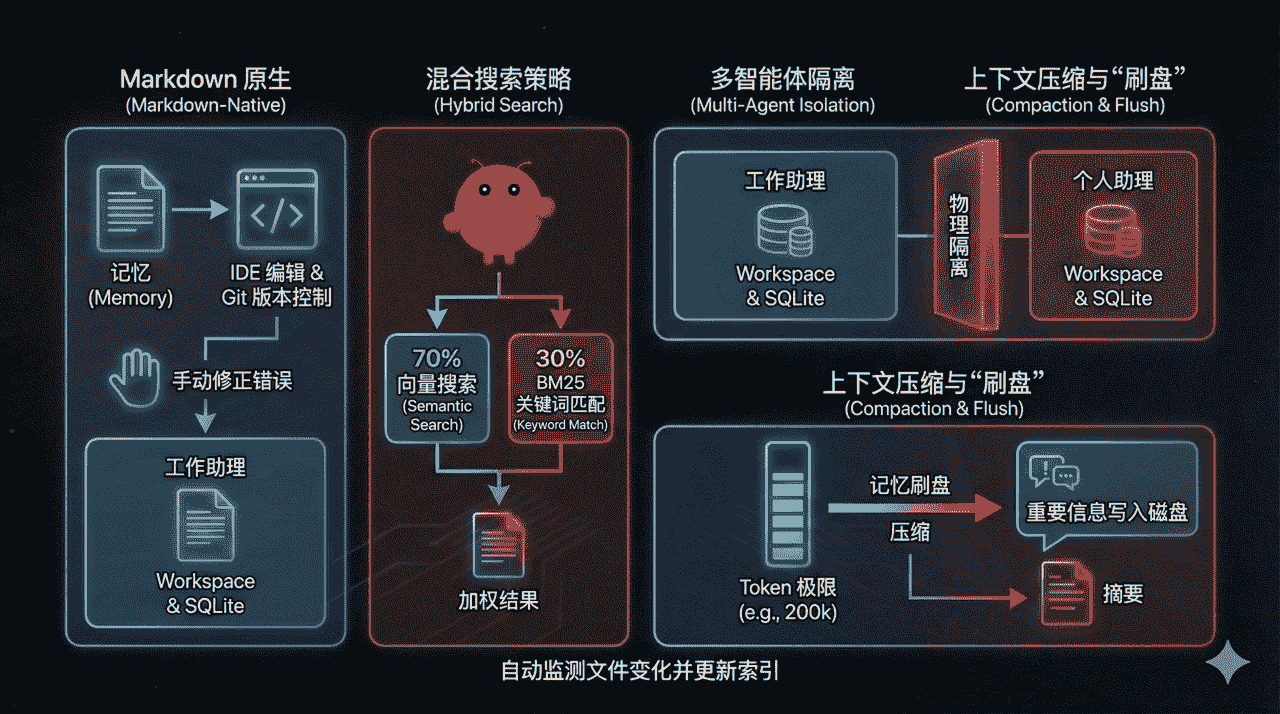 Markdown 原生
(Markdown-Native)
记忆
(Memory)
IDE 编辑 &
Git 版本控制
手动修正错误
工作助理
Workspace
& SQLite
混合搜索策略
(Hybrid Search)
70%
向量搜索
(Semantic
Search)
30%
BM25
关键词匹配
(Keyword Match)
加权结果
多智能体隔离
(Multi-Agent Isolation)
上下文压缩与“刷盘”
(Compaction & Flush)
工作助理
Workspace
& SQLite
物理隔离
个人助理
Workspace
& SQLite
上下文压缩与“刷盘”
(Compaction & Flush)
Token 极限
(e.g., 200k)
记忆刷盘
压缩
重要信息写入磁盘
摘要
自动监测文件变化并更新索引